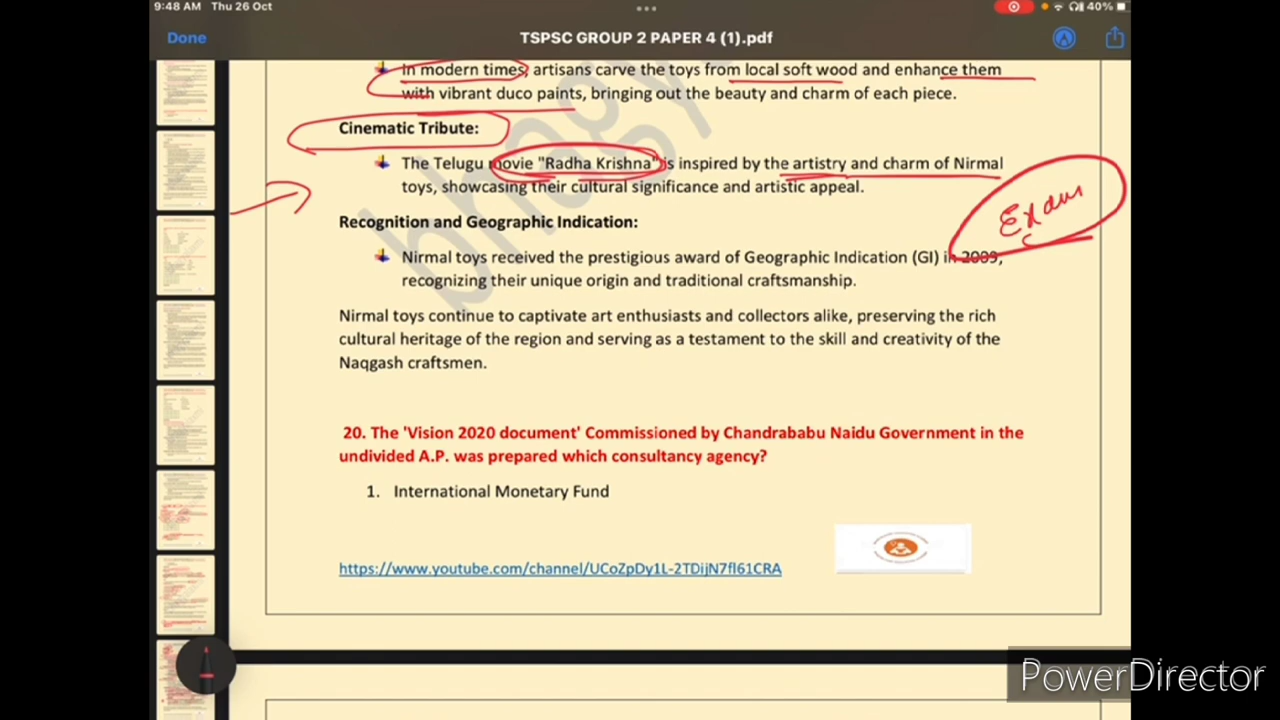 9:48 AM Thu 26 Oct
40%
Done
TSPSC GROUP 2 PAPER 4 (1).pdf
In modern times, artisans carve the toys from local soft wood and enhance them
with vibrant duco paints, bringing out the beauty and charm of each piece.
Cinematic Tribute:
The Telugu movie "Radha Krishna" is inspired by the artistry and charm of Nirmal
toys, showcasing their cultural significance and artistic appeal.
Exam
Recognition and Geographic Indication:
Nirmal toys received the prestigious award of Geographic Indication (GI) in 2009,
recognizing their unique origin and traditional craftsmanship.
Nirmal toys continue to captivate art enthusiasts and collectors alike, preserving the rich
cultural heritage of the region and serving as a testament to the skill and creativity of the
Naqgash craftsmen.
20. The 'Vision 2020 document' Commissioned by Chandrababu Naidu Government in the
undivided A.P. was prepared which consultancy agency?
1. International Monetary Fund
https://www.youtube.com/channel/UCoZpDy1L-2TDijN7fl61CRA
PowerDirector